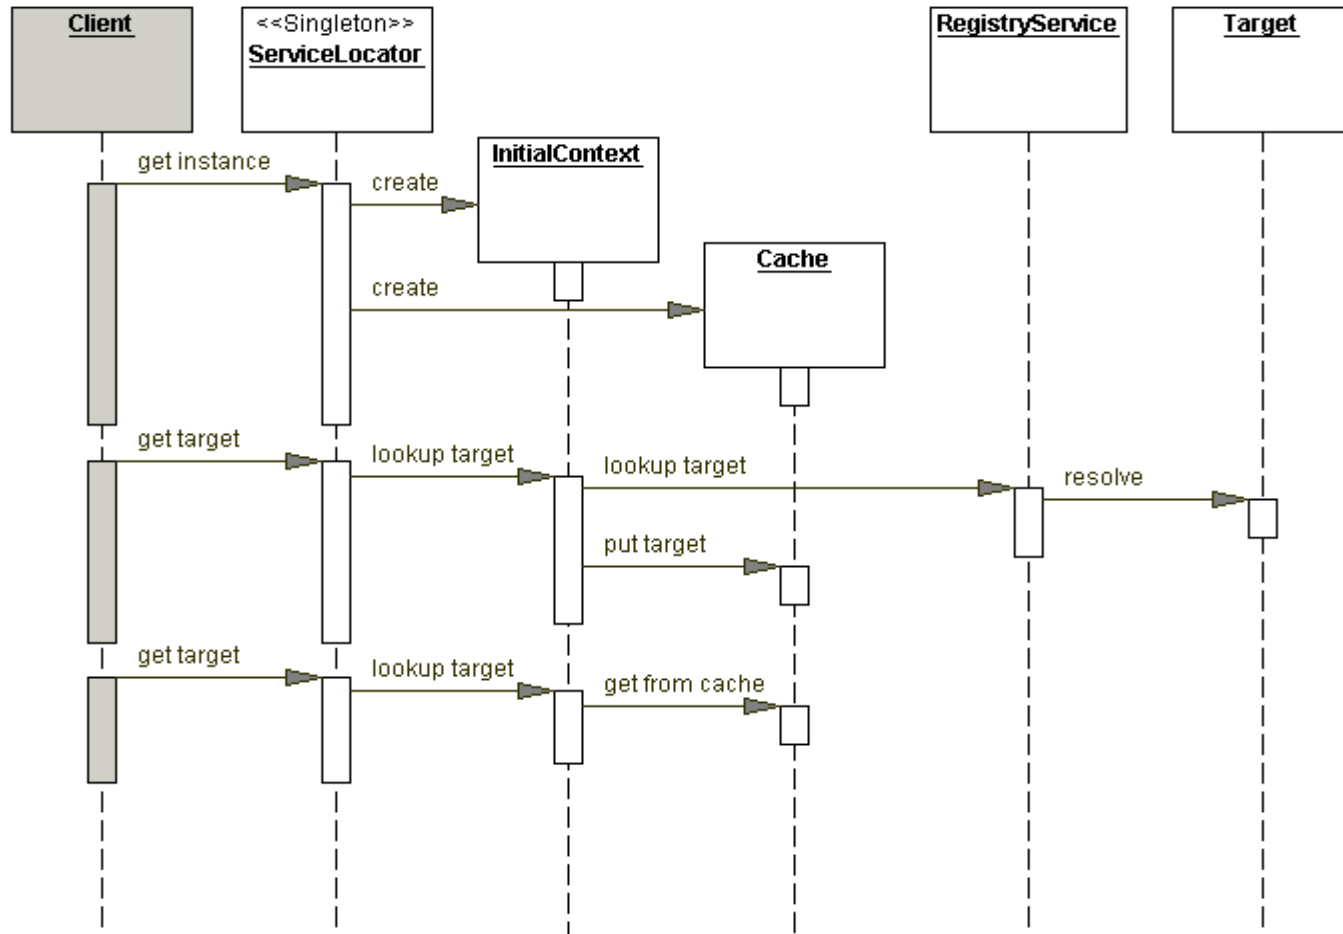 Client
<<Singleton>>
ServiceLocator
RegistryService
Target
InitialContext
get instance
create
Cache
create
get target
lookup target
lookup target
resolve
put target
get target
lookup target
get from cache